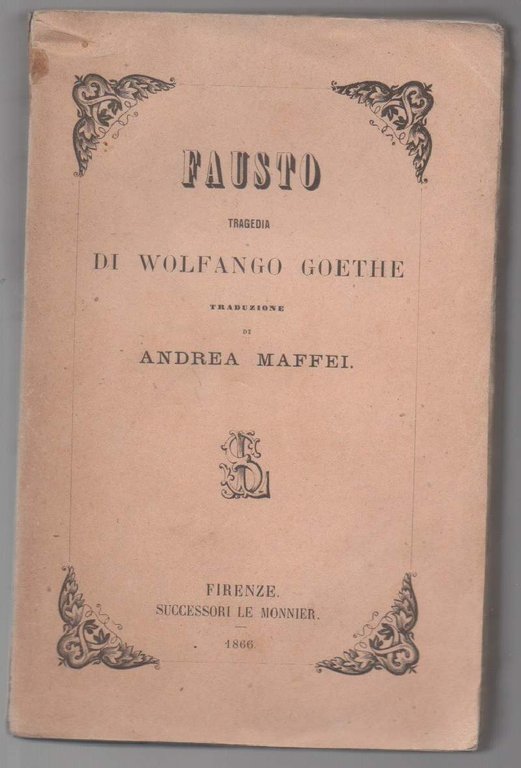 FAUSTO
TRAGEDIA
DI WOLFANGO GOETHE
TRADUZIONE
DI
ANDREA MAFFEI.
FIRENZE.
SUCCESSORI LE MONNIER.
1866